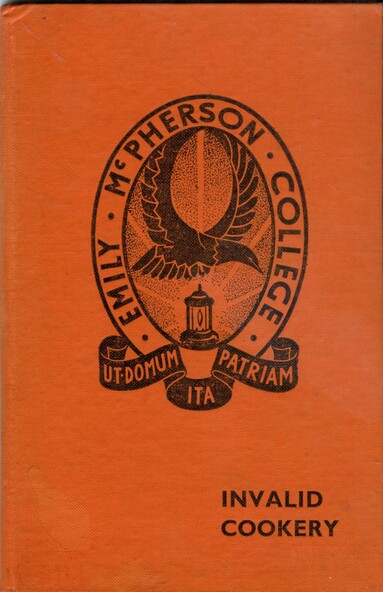 EMILY · McPHERSON · COLLEGE ·
UT·DOMUM
ITA
PATRIAM
INVALID
COOKERY